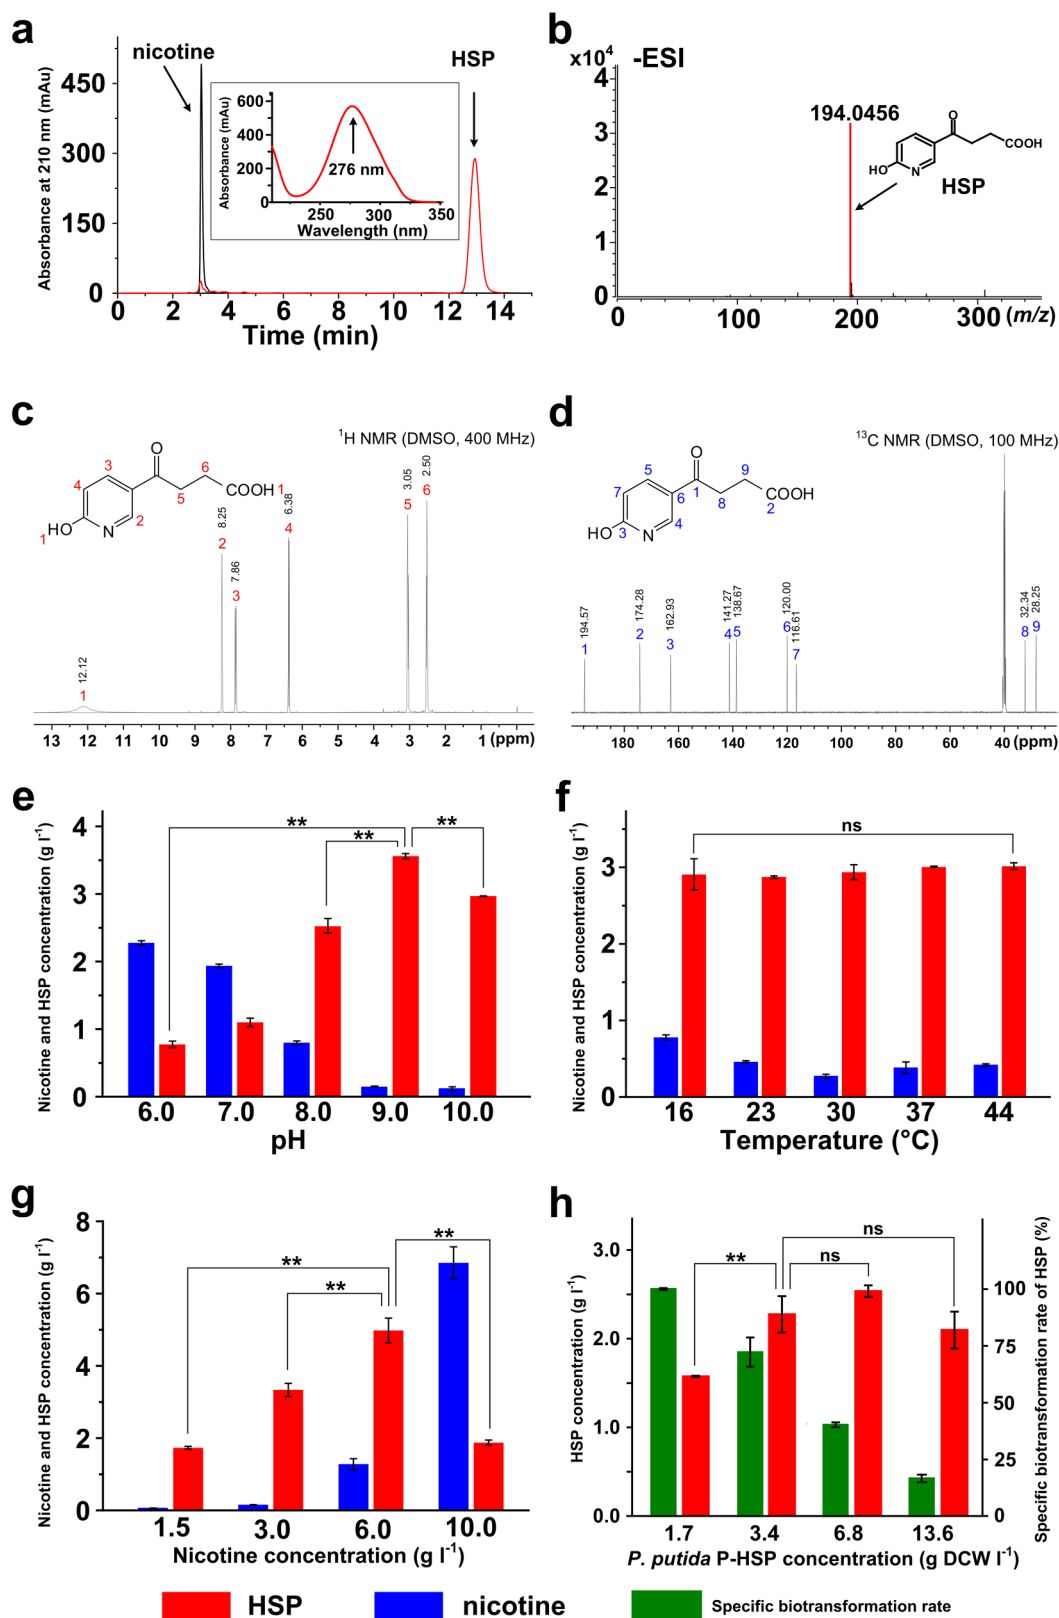 a
nicotine
HSP
Absorbance at 210 nm (mAu)
450
300
150
0
0 2 4 6 8 10 12 14
Time (min)
Absorbance (mAu)
600
400
200
0
276 nm
250 300 350
Wavelength (nm)
b
x10⁴
-ESI
4
3
2
1
0
194.0456
O
COOH
HO N
HSP
0 100 200 300 (m/z)
c
¹H NMR (DMSO, 400 MHz)
O
3 6
4
COOH 1
5
HO N 2
1
12.12
1
8.25
2
7.86
3
6.38
4
3.05
5
2.50
6
13 12 11 10 9 8 7 6 5 4 3 2 1 (ppm)
d
¹³C NMR (DMSO, 100 MHz)
O
5 9
7 6 1 COOH
8 2
HO 3 N 4
194.57
1
174.28
2
162.93
3
141.27
4
138.67
5
120.00
6
116.61
7
32.34
8
28.25
9
180 160 140 120 100 80 60 40 (ppm)
e
Nicotine and HSP concentration (g l⁻¹)
4
3
2
1
0
**
**
**
6.0 7.0 8.0 9.0 10.0
pH
f
Nicotine and HSP concentration (g l⁻¹)
3
2
1
0
ns
16 23 30 37 44
Temperature (°C)
g
Nicotine and HSP concentration (g l⁻¹)
8
6
4
2
0
**
**
**
1.5 3.0 6.0 10.0
Nicotine concentration (g l⁻¹)
h
HSP concentration (g l⁻¹)
3.0
2.0
1.0
0.0
ns
**
ns
100
75
50
25
0
Specific biotransformation rate of HSP (%)
1.7 3.4 6.8 13.6
P. putida P-HSP concentration (g DCW l⁻¹)
HSP
nicotine
Specific biotransformation rate